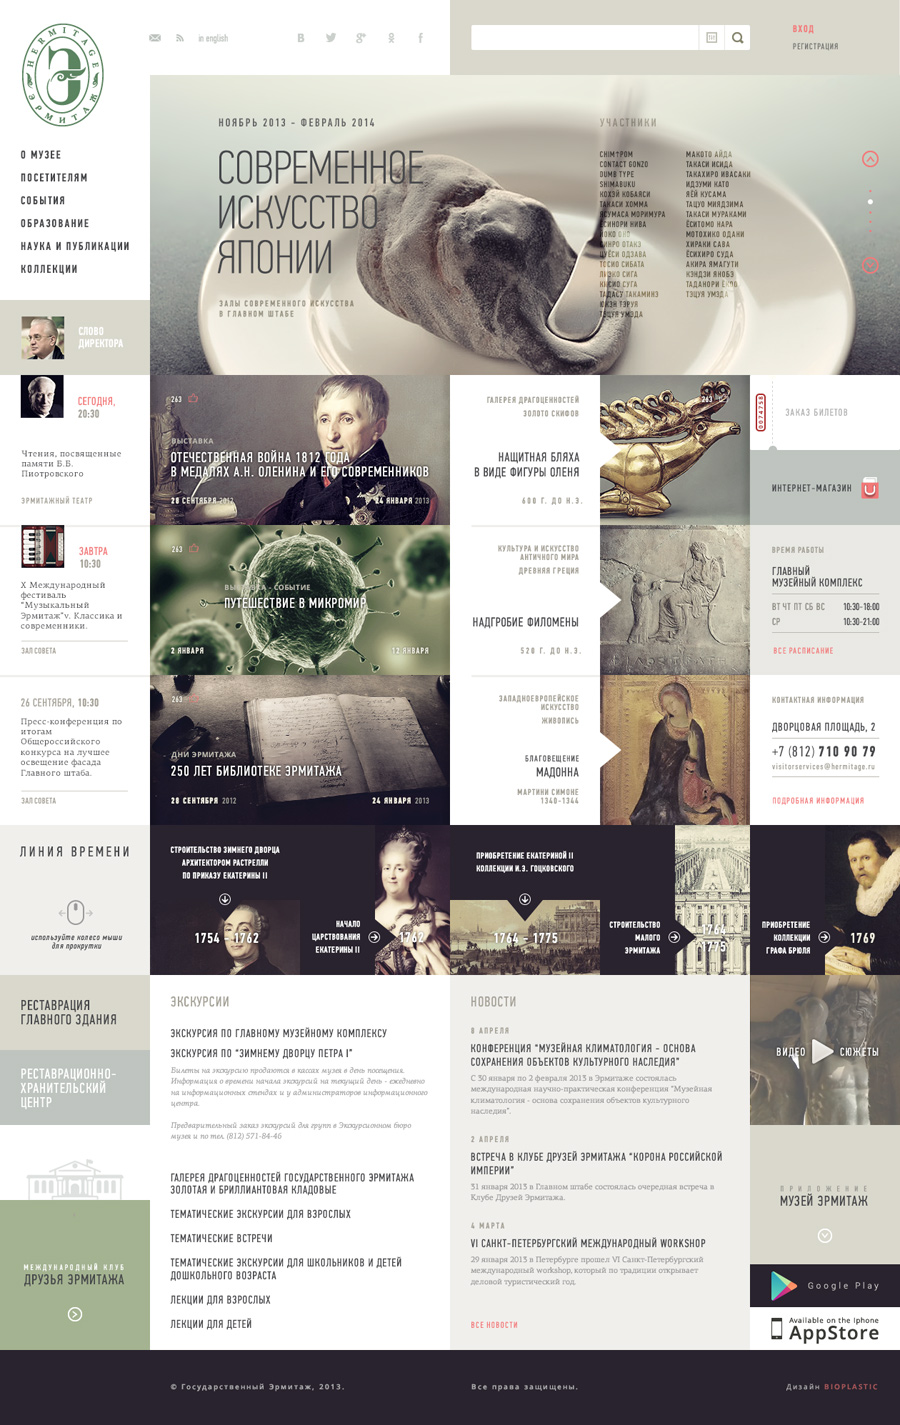 HERMITAGE
ЭРМИТАЖ
in english
ВХОД
РЕГИСТРАЦИЯ
О МУЗЕЕ
ПОСЕТИТЕЛЯМ
СОБЫТИЯ
ОБРАЗОВАНИЕ
НАУКА И ПУБЛИКАЦИИ
КОЛЛЕКЦИИ
СЛОВО
ДИРЕКТОРА
НОЯБРЬ 2013 - ФЕВРАЛЬ 2014
СОВРЕМЕННОЕ
ИСКУССТВО
ЯПОНИИ
ЗАЛЫ СОВРЕМЕННОГО ИСКУССТВА
В ГЛАВНОМ ШТАБЕ
УЧАСТНИКИ
CHIM↑POM
CONTACT GONZO
DUMB TYPE
SHIMABUKU
КОХЭЙ КОБАЯСИ
ТАКАСИ ХОММА
ЯСУМАСА МОРИМУРА
ЁСИНОРИ НИВА
ЁКО ОНО
СИНРО ОТАКЭ
ЦУЁСИ ОДЗАВА
ТОСИО СИБАТА
ТИЭКО СИГА
КИСИО СУГА
ТАДАСУ ТАКАМИНЭ
ЮКЭН ТЭРУЯ
ТЭЦУЯ УМЭДА
МАКОТО АЙДА
ТАКАСИ ИСИДА
ТАКАХИРО ИВАСАКИ
ИДЗУМИ КАТО
ЯЁЙ КУСАМА
ТАЦУО МИЯДЗИМА
ТАКАСИ МУРАКАМИ
ЁСИТОМО НАРА
МОТОХИКО ОДАНИ
ХИРАКИ САВА
ЁСИХИРО СУДА
АКИРА ЯМАГУТИ
КЭНДЗИ ЯНОБЭ
ТАДАНОРИ ЁКОО
ТЭЦУЯ УМЭДА
СЕГОДНЯ,
20:30
Чтения, посвященные
памяти Б.Б.
Пиотровского
ЭРМИТАЖНЫЙ ТЕАТР
ЗАВТРА
10:30
X Международный
фестиваль
"Музыкальный
Эрмитаж"v. Классика и
современники.
ЗАЛ СОВЕТА
26 СЕНТЯБРЯ, 10:30
Пресс-конференция по
итогам
Общероссийского
конкурса на лучшее
освещение фасада
Главного штаба.
ЗАЛ СОВЕТА
263
ВЫСТАВКА
ОТЕЧЕСТВЕННАЯ ВОЙНА 1812 ГОДА
В МЕДАЛЯХ А.Н. ОЛЕНИНА И ЕГО СОВРЕМЕННИКОВ
28 СЕНТЯБРЯ 2012
24 ЯНВАРЯ 2013
263
ВЫСТАВКА - СОБЫТИЕ
ПУТЕШЕСТВИЕ В МИКРОМИР
2 ЯНВАРЯ
12 ЯНВАРЯ
263
ДНИ ЭРМИТАЖА
250 ЛЕТ БИБЛИОТЕКЕ ЭРМИТАЖА
28 СЕНТЯБРЯ 2012
24 ЯНВАРЯ 2013
ГАЛЕРЕЯ ДРАГОЦЕННОСТЕЙ
ЗОЛОТО СКИФОВ
НАЩИТНАЯ БЛЯХА
В ВИДЕ ФИГУРЫ ОЛЕНЯ
600 Г. ДО Н.Э.
263
КУЛЬТУРА И ИСКУССТВО
АНТИЧНОГО МИРА
ДРЕВНЯЯ ГРЕЦИЯ
НАДГРОБИЕ ФИЛОМЕНЫ
520 Г. ДО Н.Э.
ЗАПАДНОЕВРОПЕЙСКОЕ
ИСКУССТВО
ЖИВОПИСЬ
БЛАГОВЕЩЕНИЕ
МАДОННА
МАРТИНИ СИМОНЕ
1340-1344
ЗАКАЗ БИЛЕТОВ
ИНТЕРНЕТ-МАГАЗИН
ВРЕМЯ РАБОТЫ
ГЛАВНЫЙ
МУЗЕЙНЫЙ КОМПЛЕКС
ВТ ЧТ ПТ СБ ВС 10:30-18:00
СР 10:30-21:00
ВСЕ РАСПИСАНИЕ
КОНТАКТНАЯ ИНФОРМАЦИЯ
ДВОРЦОВАЯ ПЛОЩАДЬ, 2
+7 (812) 710 90 79
visitorservices@hermitage.ru
ПОДРОБНАЯ ИНФОРМАЦИЯ
ЛИНИЯ ВРЕМЕНИ
используйте колесо мыши
для прокрутки
СТРОИТЕЛЬСТВО ЗИМНЕГО ДВОРЦА
АРХИТЕКТОРОМ РАСТРЕЛЛИ
ПО ПРИКАЗУ ЕКАТЕРИНЫ II
1754 - 1762
НАЧАЛО
ЦАРСТВОВАНИЯ
ЕКАТЕРИНЫ II
1762
ПРИОБРЕТЕНИЕ ЕКАТЕРИНОЙ II
КОЛЛЕКЦИИ И.Э. ГОЦКОВСКОГО
1764 - 1775
СТРОИТЕЛЬСТВО
МАЛОГО
ЭРМИТАЖА
1764
1775
ПРИОБРЕТЕНИЕ
КОЛЛЕКЦИИ
ГРАФА БРЮЛЯ
1769
РЕСТАВРАЦИЯ
ГЛАВНОГО ЗДАНИЯ
РЕСТАВРАЦИОННО-
ХРАНИТЕЛЬСКИЙ
ЦЕНТР
МЕЖДУНАРОДНЫЙ КЛУБ
ДРУЗЬЯ ЭРМИТАЖА
ЭКСКУРСИИ
ЭКСКУРСИЯ ПО ГЛАВНОМУ МУЗЕЙНОМУ КОМПЛЕКСУ
ЭКСКУРСИЯ ПО "ЗИМНЕМУ ДВОРЦУ ПЕТРА I"
Билеты на экскурсию продаются в кассах музея в день посещения.
Информация о времени начала экскурсий на текущий день - ежедневно
на информационных стендах и у администраторов информационного
центра.
Предварительный заказ экскурсий для групп в Экскурсионном бюро
музея и по тел. (812) 571-84-46
ГАЛЕРЕЯ ДРАГОЦЕННОСТЕЙ ГОСУДАРСТВЕННОГО ЭРМИТАЖА
ЗОЛОТАЯ И БРИЛЛИАНТОВАЯ КЛАДОВЫЕ
ТЕМАТИЧЕСКИЕ ЭКСКУРСИИ ДЛЯ ВЗРОСЛЫХ
ТЕМАТИЧЕСКИЕ ВСТРЕЧИ
ТЕМАТИЧЕСКИЕ ЭКСКУРСИИ ДЛЯ ШКОЛЬНИКОВ И ДЕТЕЙ
ДОШКОЛЬНОГО ВОЗРАСТА
ЛЕКЦИИ ДЛЯ ВЗРОСЛЫХ
ЛЕКЦИИ ДЛЯ ДЕТЕЙ
НОВОСТИ
8 АПРЕЛЯ
КОНФЕРЕНЦИЯ "МУЗЕЙНАЯ КЛИМАТОЛОГИЯ - ОСНОВА
СОХРАНЕНИЯ ОБЪЕКТОВ КУЛЬТУРНОГО НАСЛЕДИЯ"
С 30 января по 2 февраля 2013 в Эрмитаже состоялась
международная научно-практическая конференция "Музейная
климатология - основа сохранения объектов культурного
наследия".
2 АПРЕЛЯ
ВСТРЕЧА В КЛУБЕ ДРУЗЕЙ ЭРМИТАЖА "КОРОНА РОССИЙСКОЙ
ИМПЕРИИ"
31 января 2013 в Главном штабе состоялась очередная встреча в
Клубе Друзей Эрмитажа.
4 МАРТА
VI САНКТ-ПЕТЕРБУРГСКИЙ МЕЖДУНАРОДНЫЙ WORKSHOP
29 января 2013 в Петербурге прошел VI Санкт-Петербургский
международный workshop, который по традиции открывает
деловой туристический год.
ВСЕ НОВОСТИ
ВИДЕО СЮЖЕТЫ
ПРИЛОЖЕНИЕ
МУЗЕЙ ЭРМИТАЖ
Google Play
Available on the Iphone
AppStore
© Государственный Эрмитаж, 2013.
Все права защищены.
Дизайн BIOPLASTIC